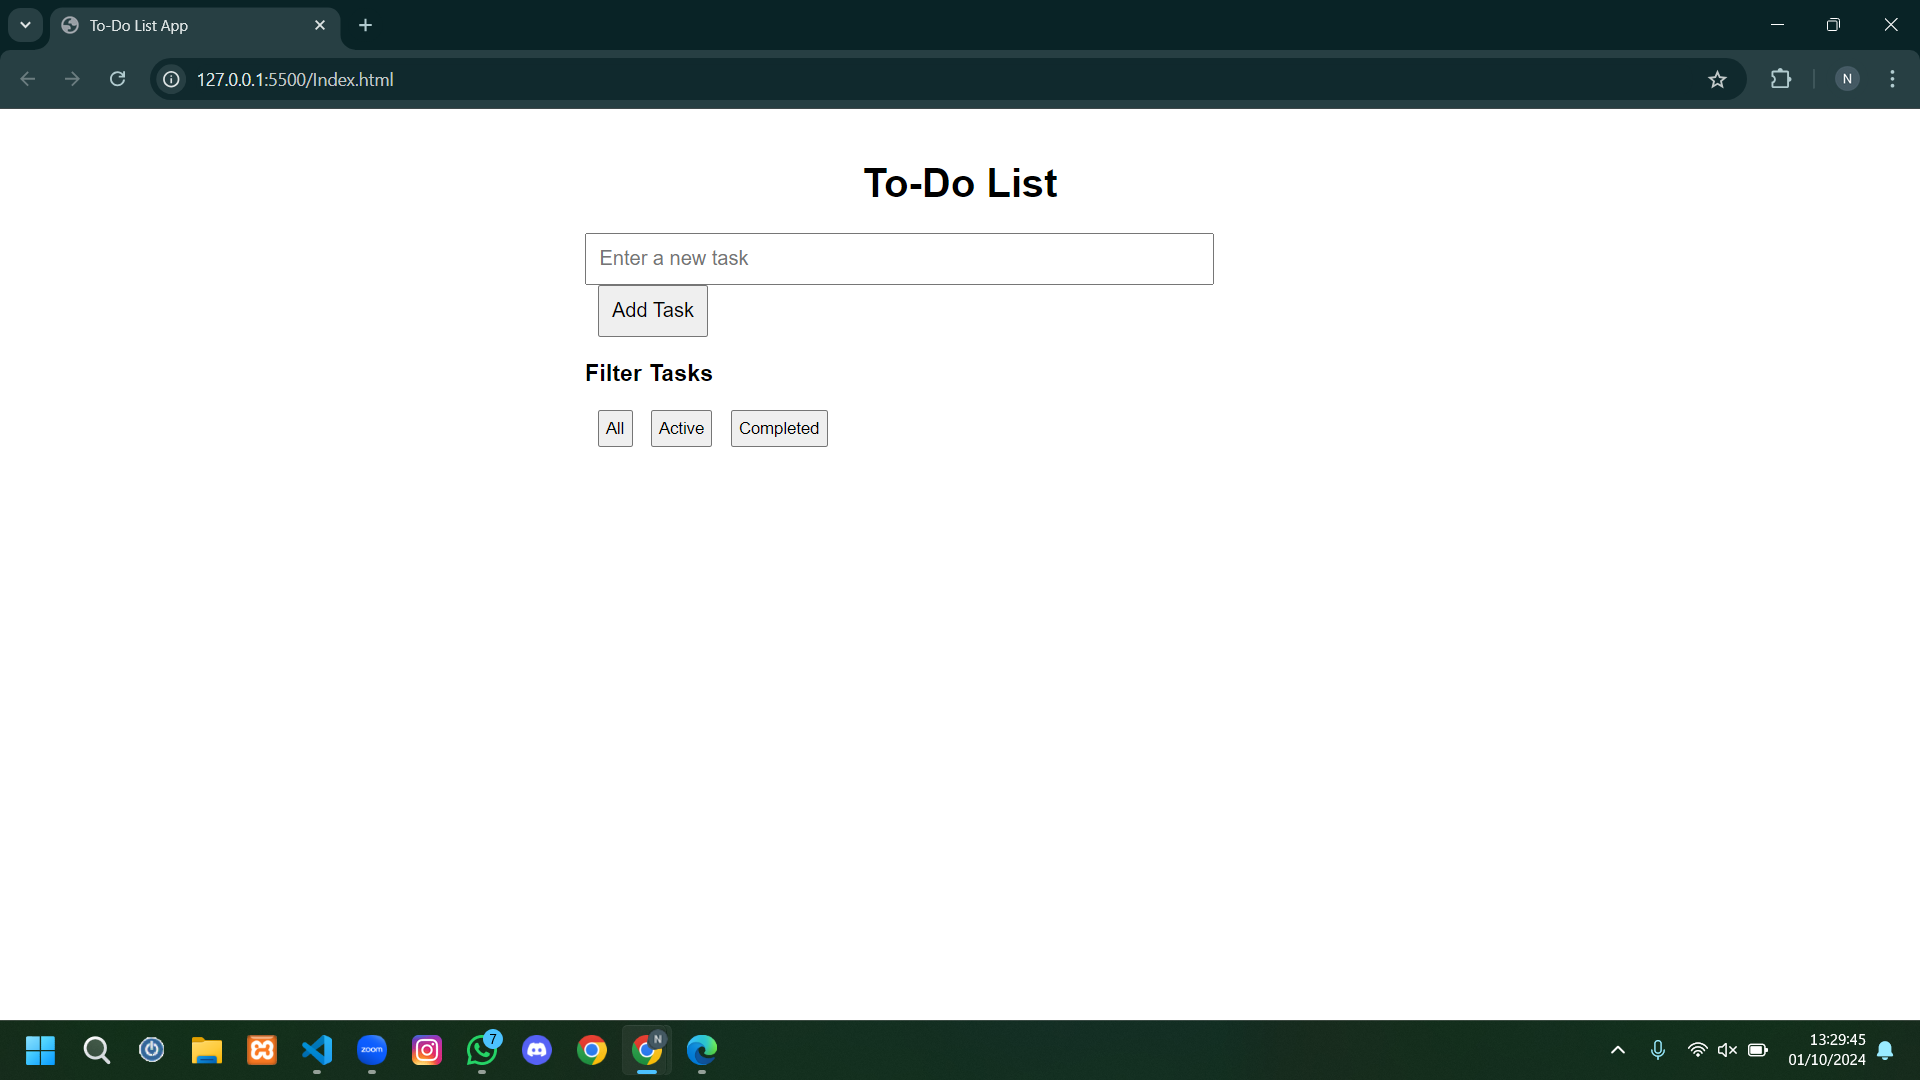 To-Do List App
127.0.0.1:5500/Index.html
N
To-Do List
Enter a new task
Add Task
Filter Tasks
All Active Completed
zoom
7
N
13:29:45
01/10/2024